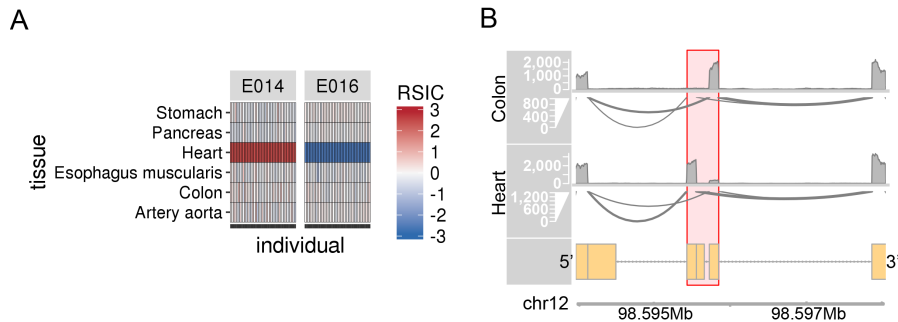 A
E014 E016
RSIC
tissue
Stomach
Pancreas
Heart
Esophagus muscularis
Colon
Artery aorta
3
2
1
0
-1
-2
-3
individual
B
Colon
2,000
1,000
0
800
400
0
Heart
2,000
0
1,200
600
0
5’ 3’
chr12
98.595Mb 98.597Mb